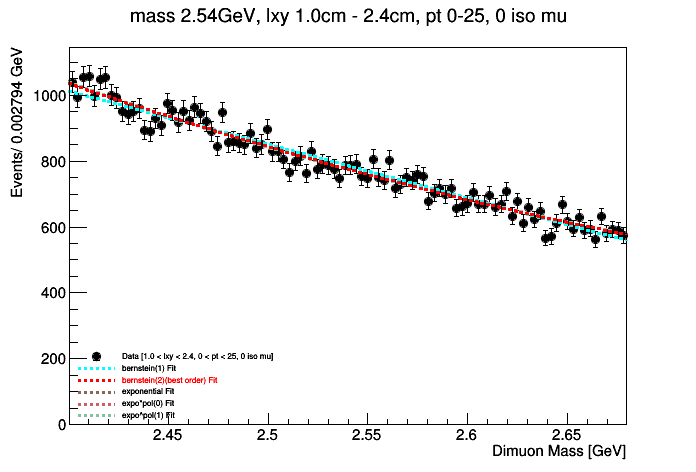 mass 2.54GeV, lxy 1.0cm - 2.4cm, pt 0-25, 0 iso mu
Events/ 0.002794 GeV
1000
800
600
400
200
0
Data [1.0 < lxy < 2.4, 0 < pt < 25, 0 iso mu]
bernstein(1) Fit
bernstein(2)(best order) Fit
exponential Fit
expo*pol(0) Fit
expo*pol(1) Fit
2.45 2.5 2.55 2.6 2.65
Dimuon Mass [GeV]